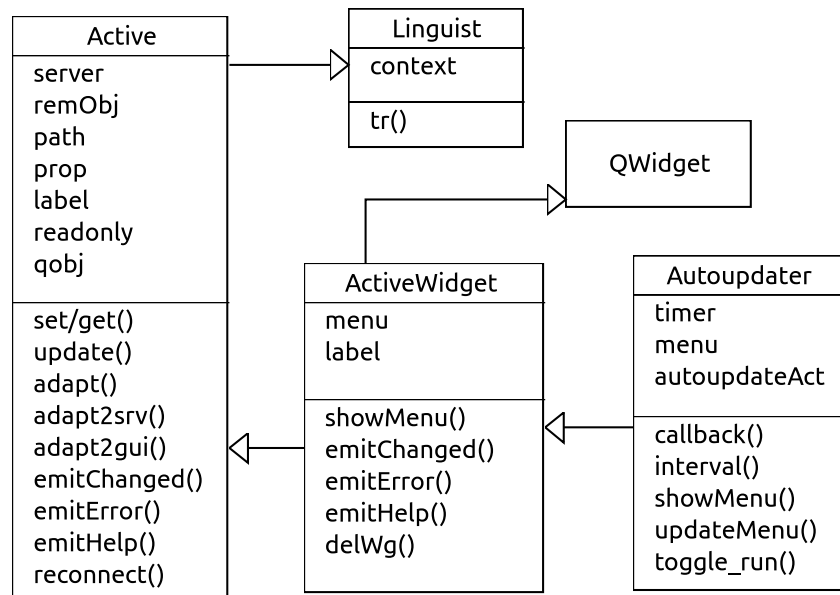 Active
server
remObj
path
prop
label
readonly
qobj
set/get()
update()
adapt()
adapt2srv()
adapt2gui()
emitChanged()
emitError()
emitHelp()
reconnect()
Linguist
context
tr()
QWidget
ActiveWidget
menu
label
showMenu()
emitChanged()
emitError()
emitHelp()
delWg()
Autoupdater
timer
menu
autoupdateAct
callback()
interval()
showMenu()
updateMenu()
toggle_run()